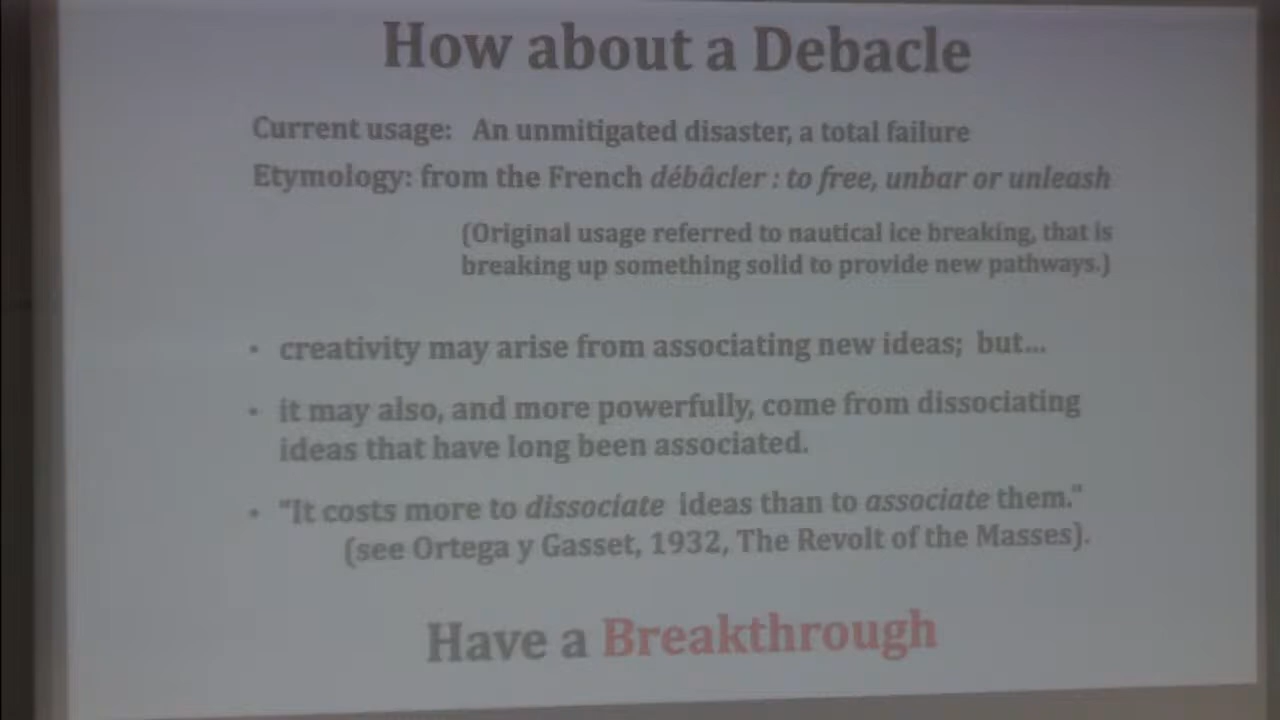 How about a Debacle
Current usage: An unmitigated disaster, a total failure
Etymology: from the French débâcler : to free, unbar or unleash
(Original usage referred to nautical ice breaking, that is
breaking up something solid to provide new pathways.)
• creativity may arise from associating new ideas; but...
• it may also, and more powerfully, come from dissociating
ideas that have long been associated.
• "It costs more to dissociate ideas than to associate them."
(see Ortega y Gasset, 1932, The Revolt of the Masses).
Have a Breakthrough